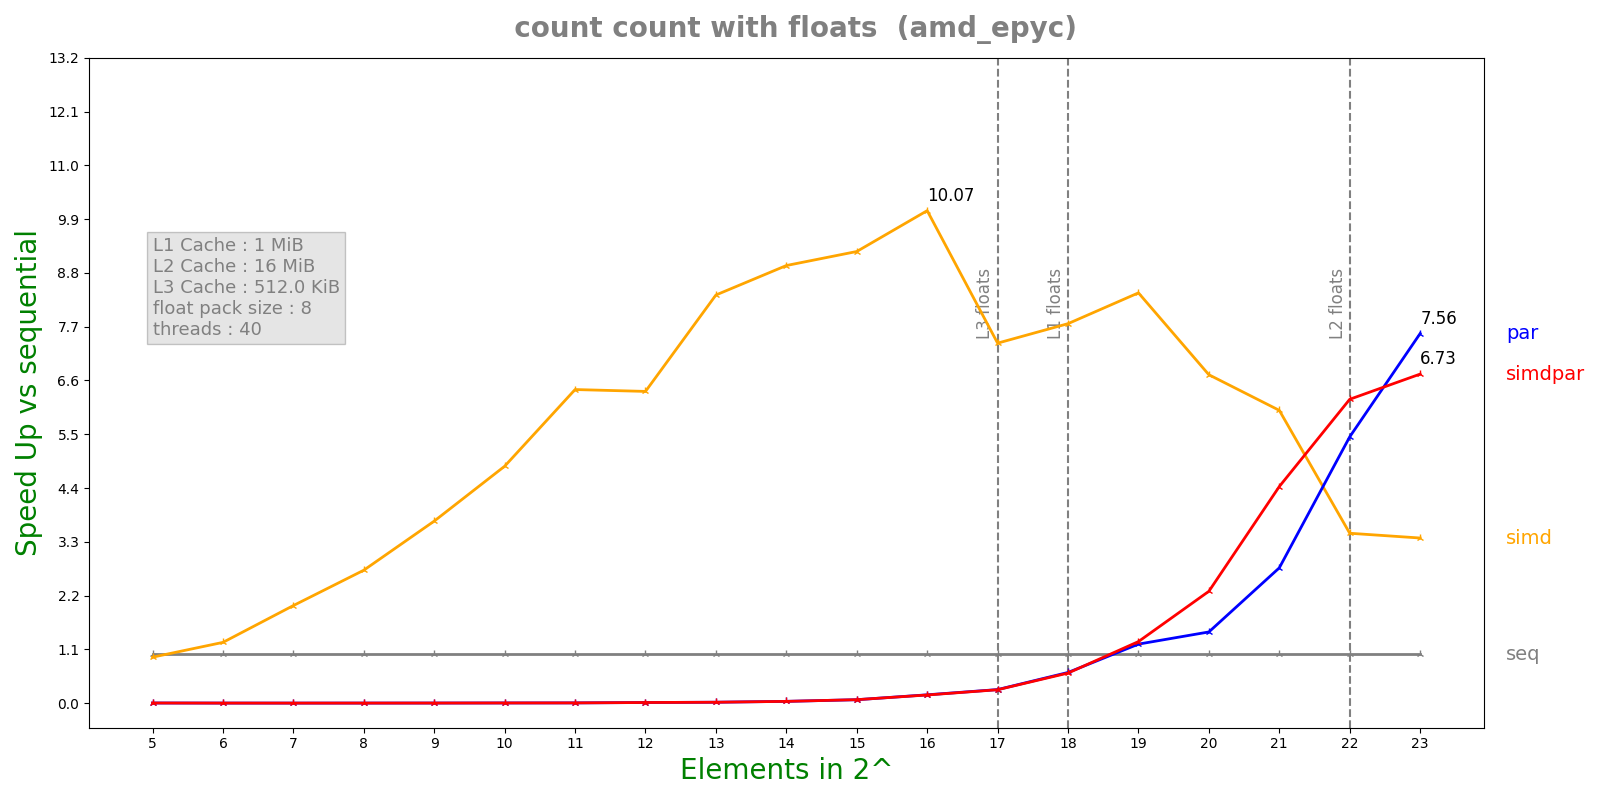 count count with floats (amd_epyc)
Speed Up vs sequential
13.2
12.1
11.0
9.9
8.8
7.7
6.6
5.5
4.4
3.3
2.2
1.1
0.0
L1 Cache : 1 MiB
L2 Cache : 16 MiB
L3 Cache : 512.0 KiB
float pack size : 8
threads : 40
10.07
L3 floats
L1 floats
L2 floats
7.56
6.73
par
simdpar
simd
seq
5 6 7 8 9 10 11 12 13 14 15 16 17 18 19 20 21 22 23
Elements in 2^